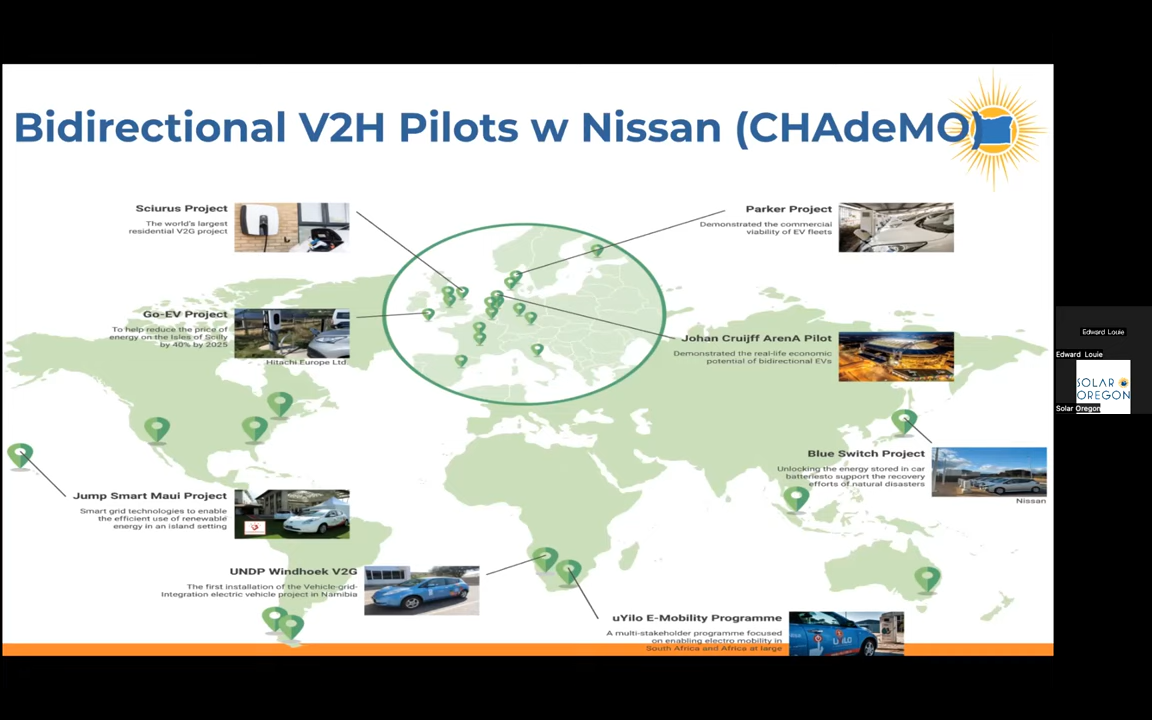 Bidirectional V2H Pilots w Nissan (CHAdeMO)
Sciurus Project
The world's largest
residential V2G project
Parker Project
Demonstrated the commercial
viability of EV fleets
Go-EV Project
To help reduce the price of
energy on the Isles of Scilly
by 40% by 2025
Hitachi Europe Ltd.
Johan Cruijff ArenA Pilot
Demonstrated the real-life economic
potential of bidirectional EVs
Edward Louie
Edward Louie
SOLAR
OREGON
Solar Oregon
Blue Switch Project
Unlocking the energy stored in car
batteriesto support the recovery
efforts of natural disasters
Nissan
Jump Smart Maui Project
Smart grid technologies to enable
the efficient use of renewable
energy in an island setting
UNDP Windhoek V2G
The first installation of the Vehicle-grid-
Integration electric vehicle project in Namibia
uYilo E-Mobility Programme
A multi-stakeholder programme focused
on enabling electro mobility in
South Africa and Africa at large
UYILO